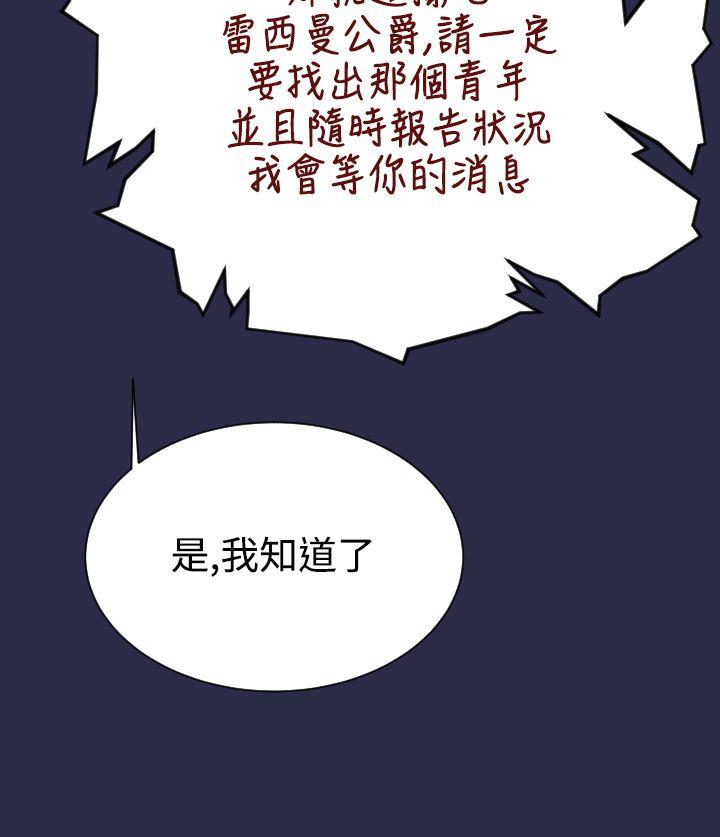 雷西曼公爵,請一定
要找出那個青年
並且隨時報告狀況
我會等你的消息
是,我知道了